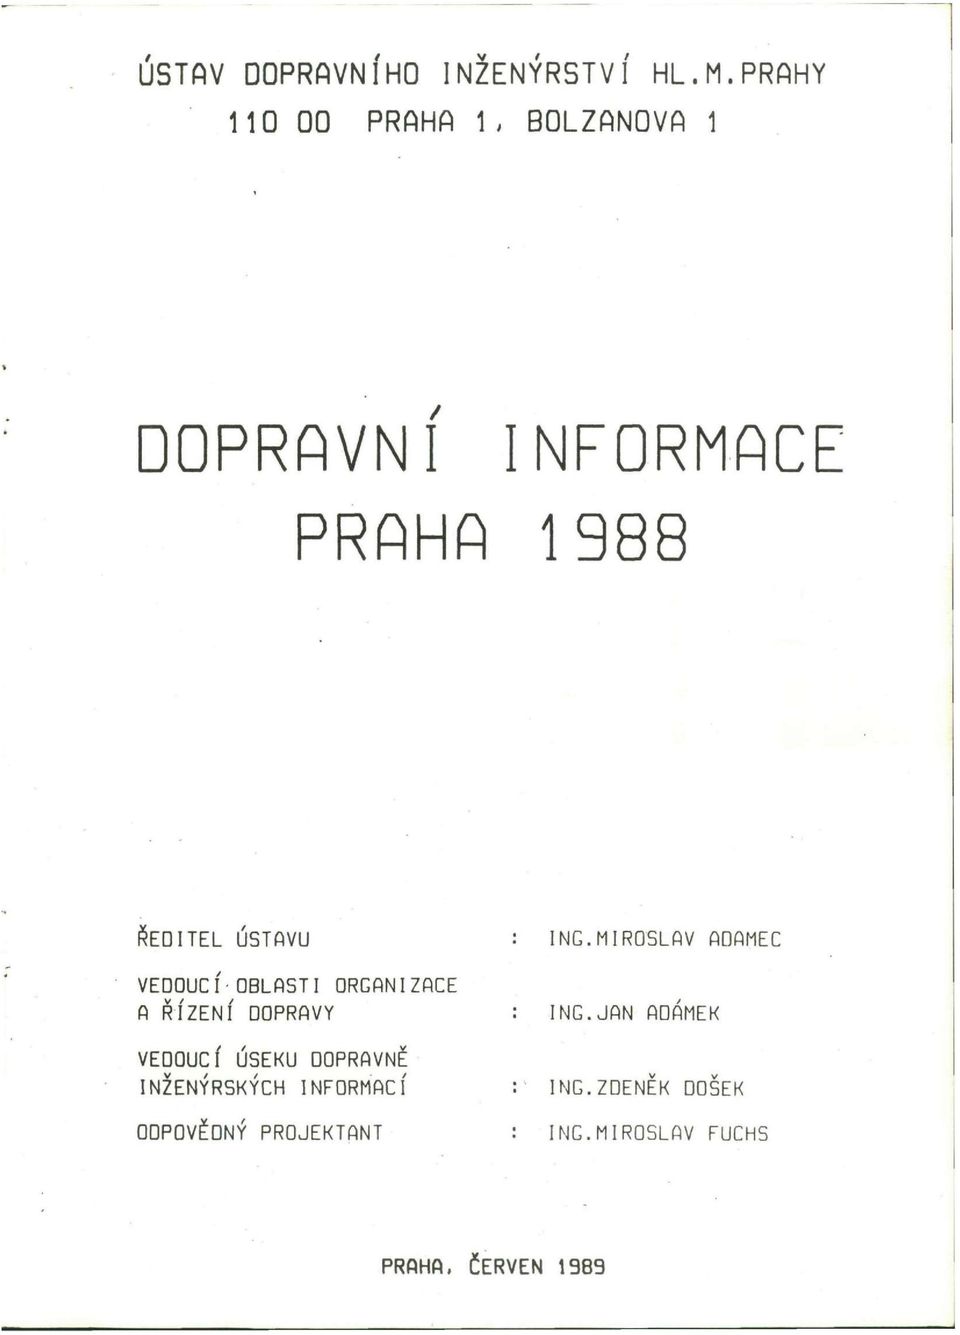 ÚSTAV DOPRAVNÍHO INŽENÝRSTVÍ HL.M.PRAHY
110 00 PRAHA 1, BOLZANOVA 1
DOPRAVNÍ INFORMACE
PRAHA 1988
ŘEDITEL ÚSTAVU : ING.MIROSLAV ADAMEC
VEDOUCÍ OBLASTI ORGANIZACE
A ŘÍZENÍ DOPRAVY : ING.JAN ADÁMEK
VEDOUCÍ ÚSEKU DOPRAVNĚ
INŽENÝRSKÝCH INFORMACÍ : ING.ZDENĚK DOŠEK
ODPOVĚDNÝ PROJEKTANT : ING.MIROSLAV FUCHS
PRAHA, ČERVEN 1989